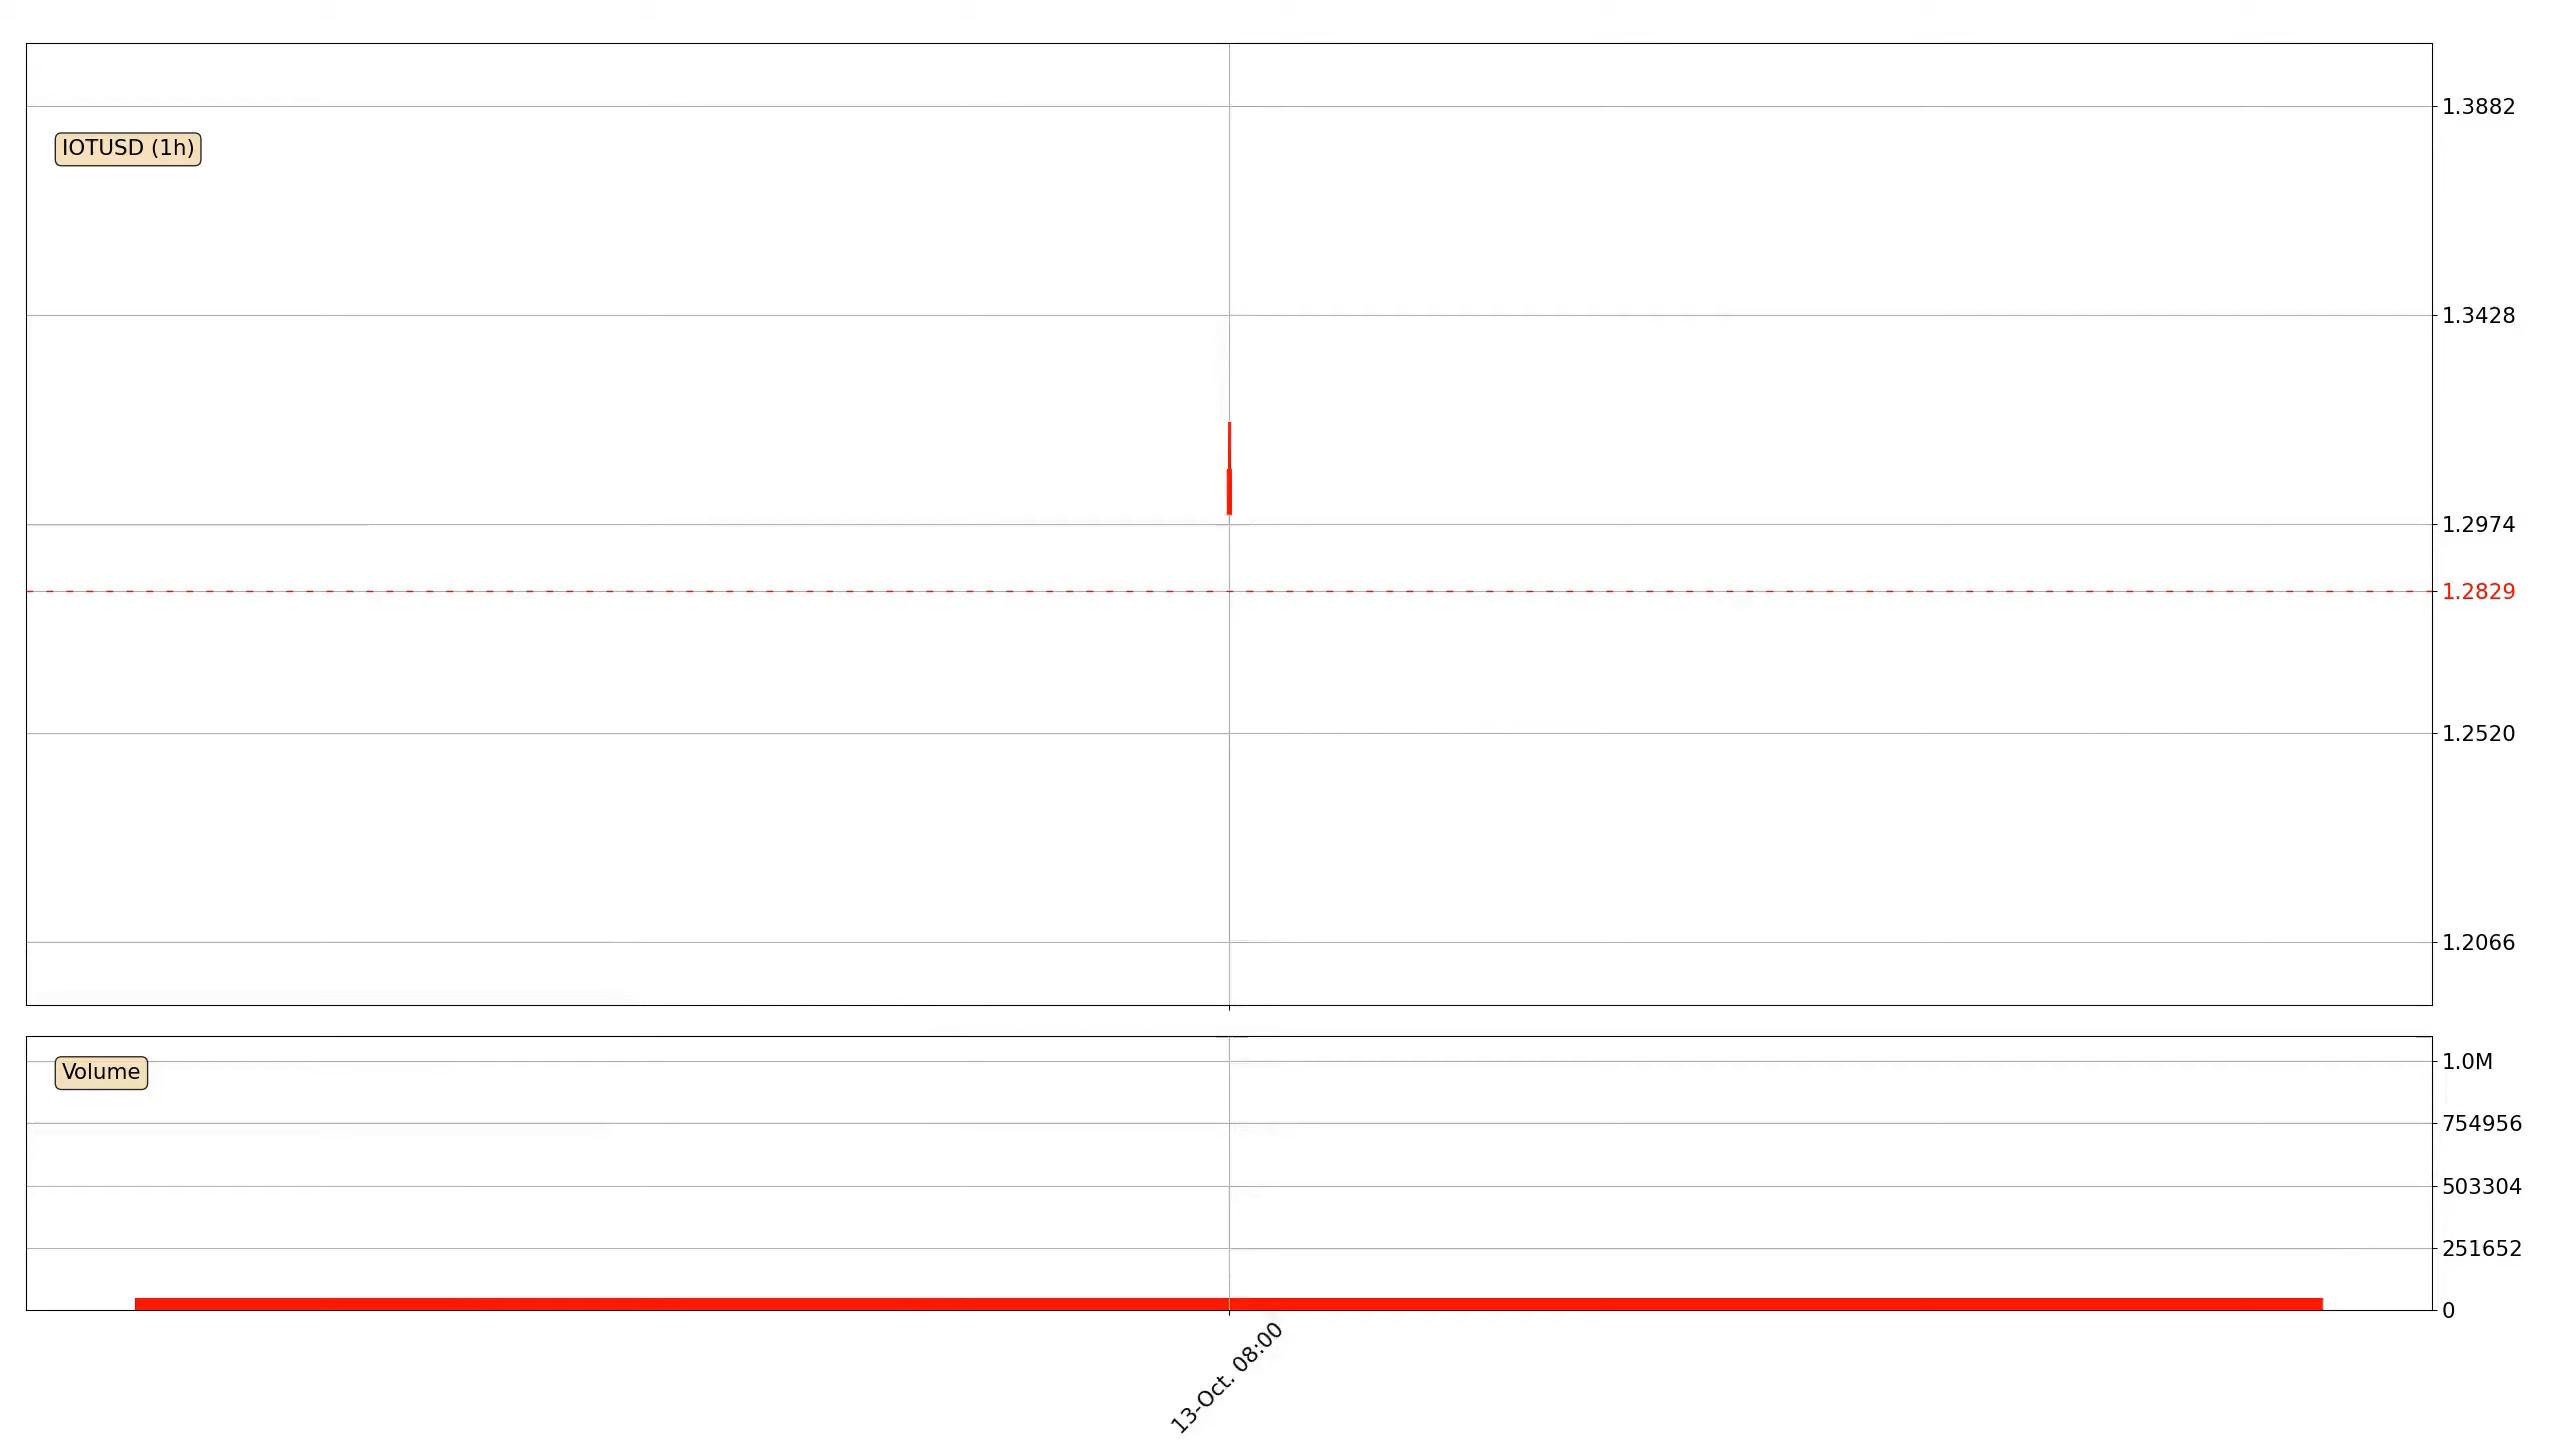 IOTUSD (1h)
1.3882
1.3428
1.2974
1.2829
1.2520
1.2066
Volume
1.0M
754956
503304
251652
0
13-Oct. 08:00